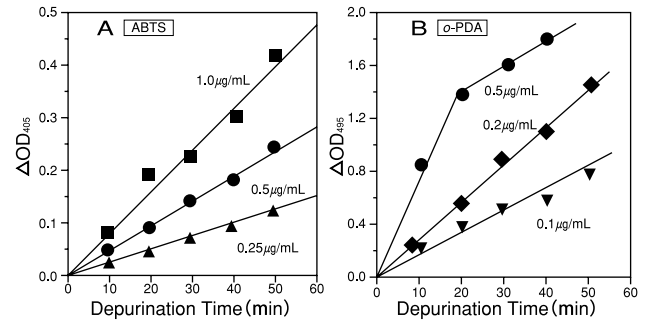 A ABTS
0.5
0.4
0.3
0.2
0.1
0.0
ΔOD405
1.0μg/mL
0.5μg/mL
0.25μg/mL
0 10 20 30 40 50 60
Depurination Time(min)
B o-PDA
2.0
1.6
1.2
0.8
0.4
0.0
ΔOD495
0.5μg/mL
0.2μg/mL
0.1μg/mL
0 10 20 30 40 50 60
Depurination Time(min)